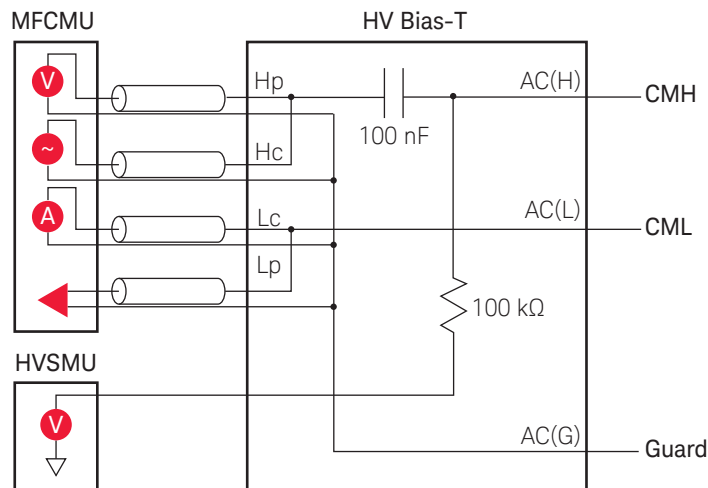 MFCMU
HV Bias-T
V
Hp
AC(H)
CMH
100 nF
~
Hc
A
Lc
AC(L)
CML
Lp
100 kΩ
HVSMU
V
AC(G)
Guard